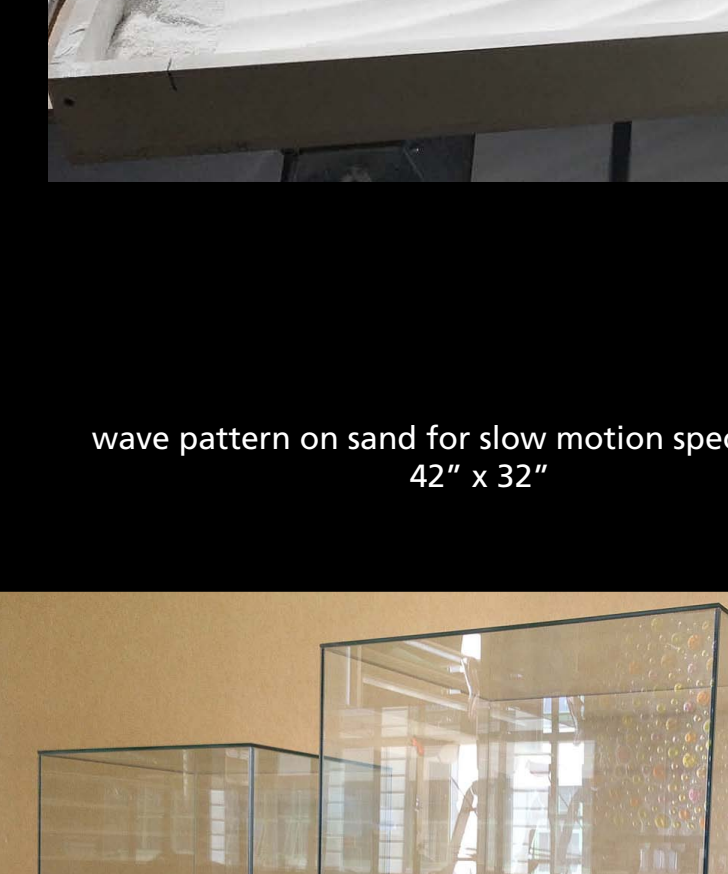 wave pattern on sand for slow motion
42” x 32”